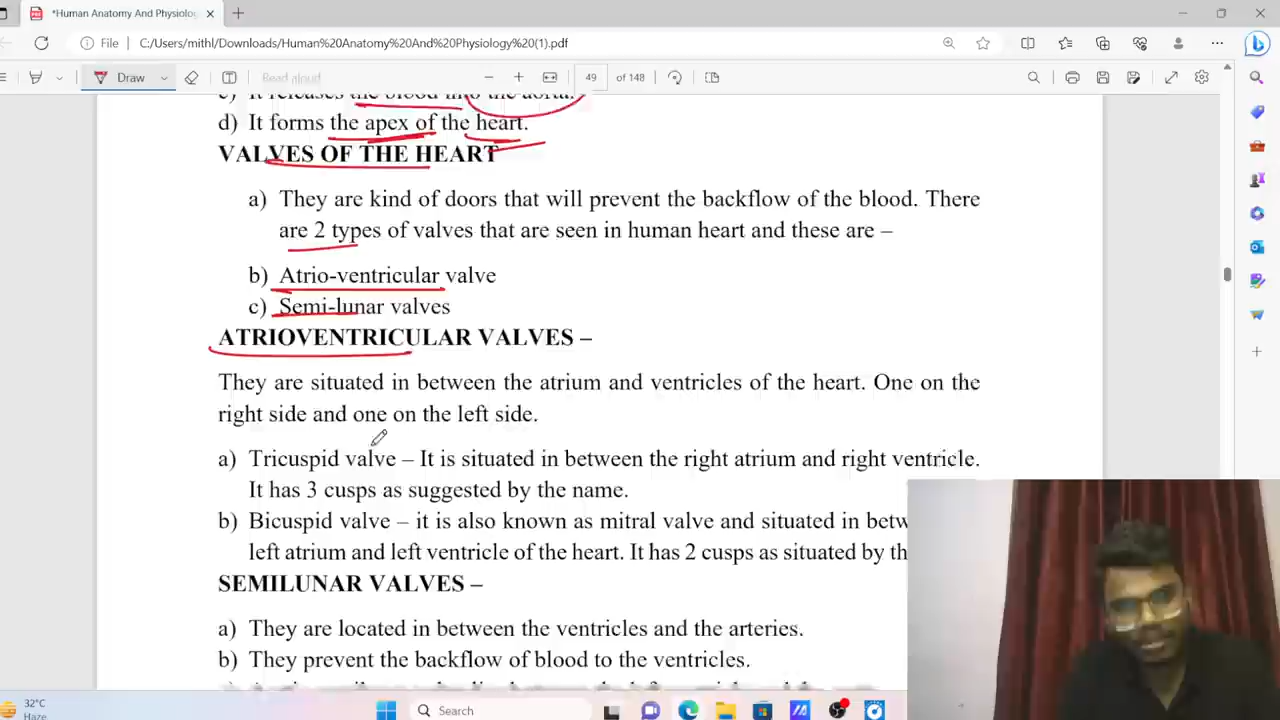 *Human Anatomy And Physiolog
File
C:/Users/mithl/Downloads/Human%20Anatomy%20And%20Physiology%20(1).pdf
Draw
Read aloud
49
of 148
It releases the blood into the aorta.
d) It forms the apex of the heart.
VALVES OF THE HEART
a) They are kind of doors that will prevent the backflow of the blood. There
are 2 types of valves that are seen in human heart and these are –
b) Atrio-ventricular valve
c) Semi-lunar valves
ATRIOVENTRICULAR VALVES –
They are situated in between the atrium and ventricles of the heart. One on the
right side and one on the left side.
a) Tricuspid valve – It is situated in between the right atrium and right ventricle.
It has 3 cusps as suggested by the name.
b) Bicuspid valve – it is also known as mitral valve and situated in betw
left atrium and left ventricle of the heart. It has 2 cusps as situated by th
SEMILUNAR VALVES –
a) They are located in between the ventricles and the arteries.
b) They prevent the backflow of blood to the ventricles.
32°C
Haze
Search